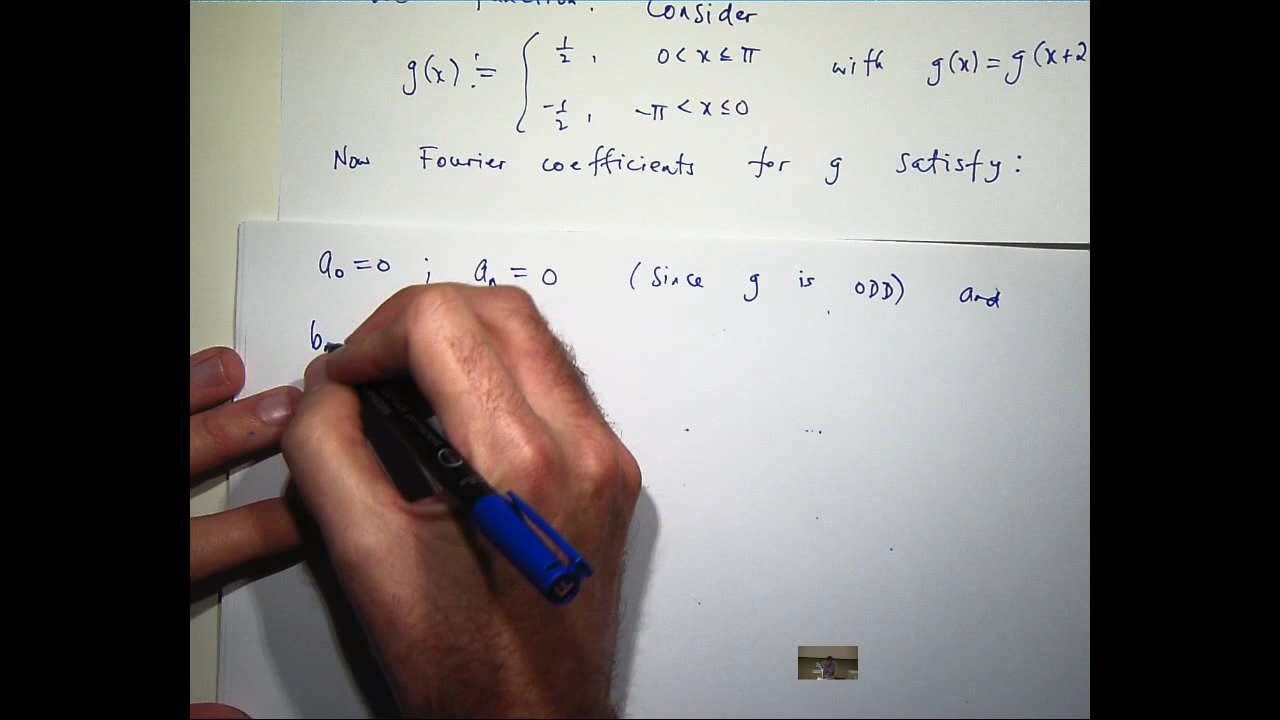 function. Consider
g(x) := { 1/2, 0 < x ≤ π with g(x) = g(x+2
-1/2, -π < x ≤ 0
Now Fourier coefficients for g satisfy:
a₀ = 0 ; aₙ = 0 (since g is ODD) and
b